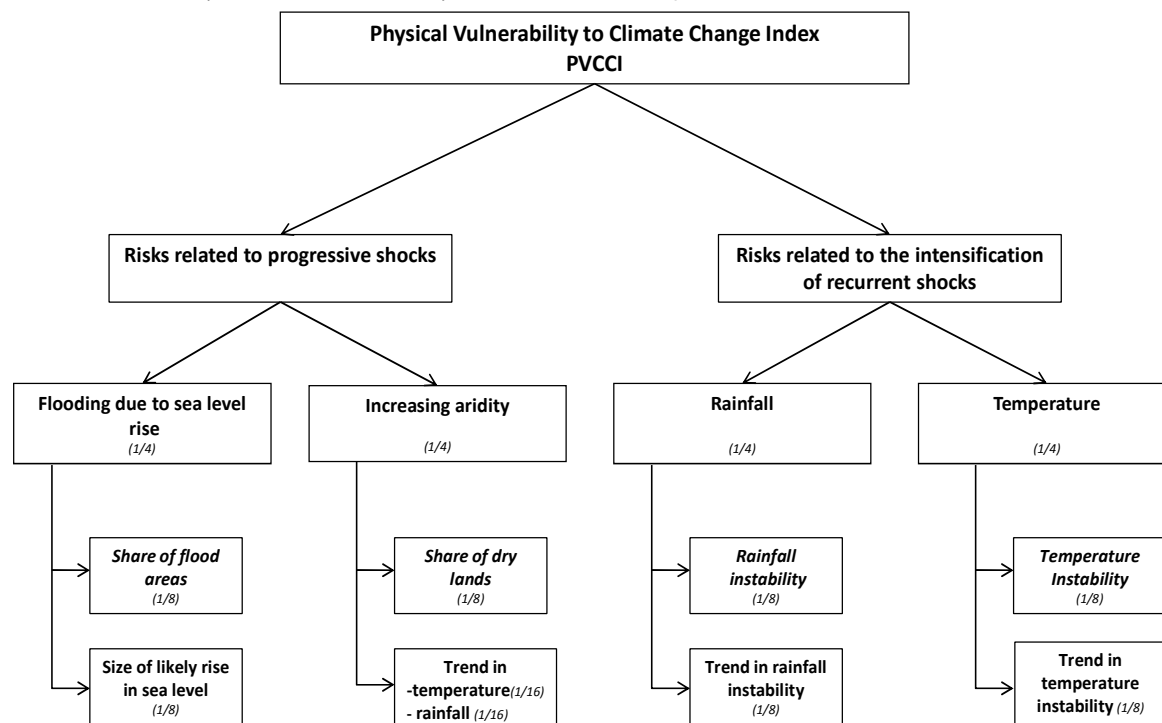 Physical Vulnerability to Climate Change Index
PVCCI
Risks related to progressive shocks
Risks related to the intensification
of recurrent shocks
Flooding due to sea level
rise
(1/4)
Increasing aridity
(1/4)
Rainfall
(1/4)
Temperature
(1/4)
Share of flood
areas
(1/8)
Share of dry
lands
(1/8)
Rainfall
instability
(1/8)
Temperature
Instability
(1/8)
Size of likely rise
in sea level
(1/8)
Trend in
-temperature(1/16)
- rainfall (1/16)
Trend in rainfall
instability
(1/8)
Trend in
temperature
instability (1/8)